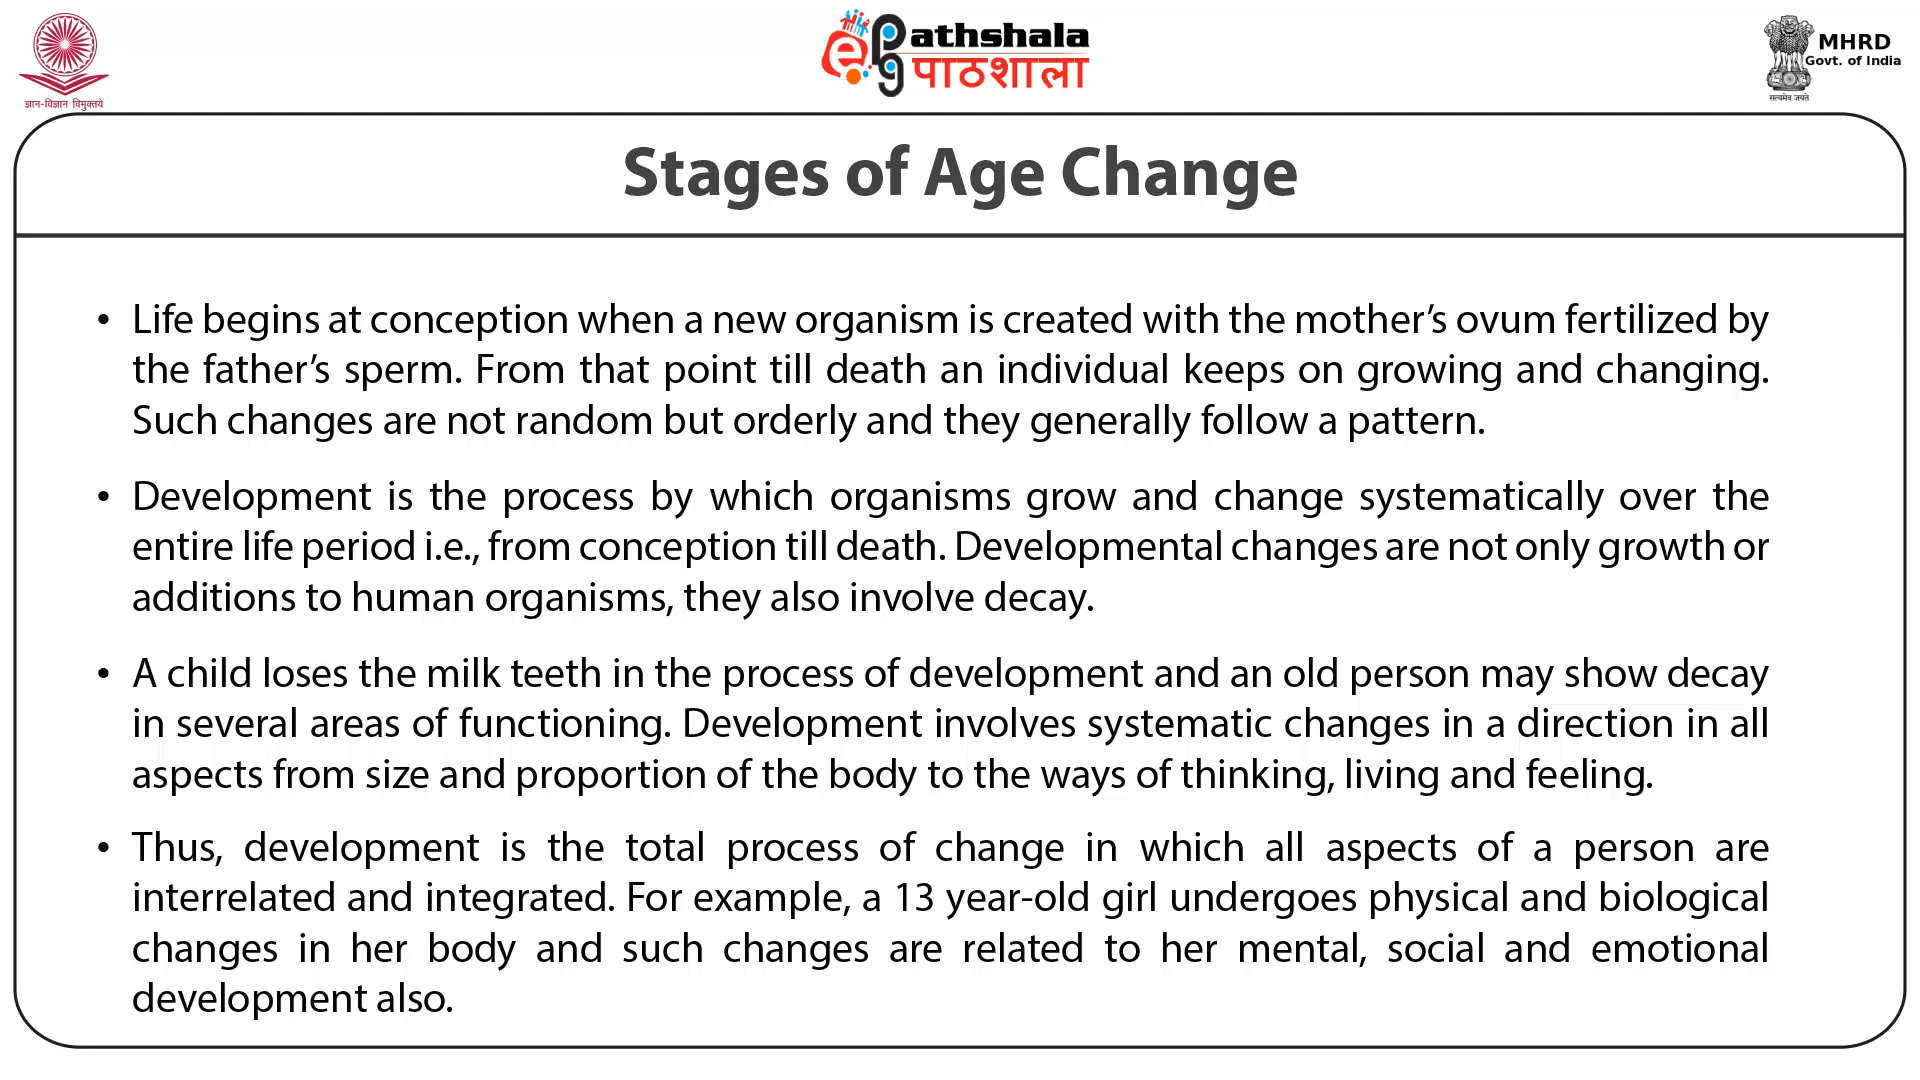 ज्ञान-विज्ञान विमुक्तये
e PG Pathshala
पाठशाला
MHRD
Govt. of India
सत्यमेव जयते
Stages of Age Change
• Life begins at conception when a new organism is created with the mother’s ovum fertilized by
the father’s sperm. From that point till death an individual keeps on growing and changing.
Such changes are not random but orderly and they generally follow a pattern.
• Development is the process by which organisms grow and change systematically over the
entire life period i.e., from conception till death. Developmental changes are not only growth or
additions to human organisms, they also involve decay.
• A child loses the milk teeth in the process of development and an old person may show decay
in several areas of functioning. Development involves systematic changes in a direction in all
aspects from size and proportion of the body to the ways of thinking, living and feeling.
• Thus, development is the total process of change in which all aspects of a person are
interrelated and integrated. For example, a 13 year-old girl undergoes physical and biological
changes in her body and such changes are related to her mental, social and emotional
development also.